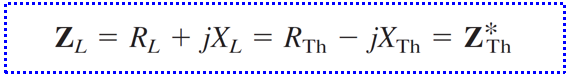 Z_L = R_L + jX_L = R_Th − jX_Th = Z*_Th